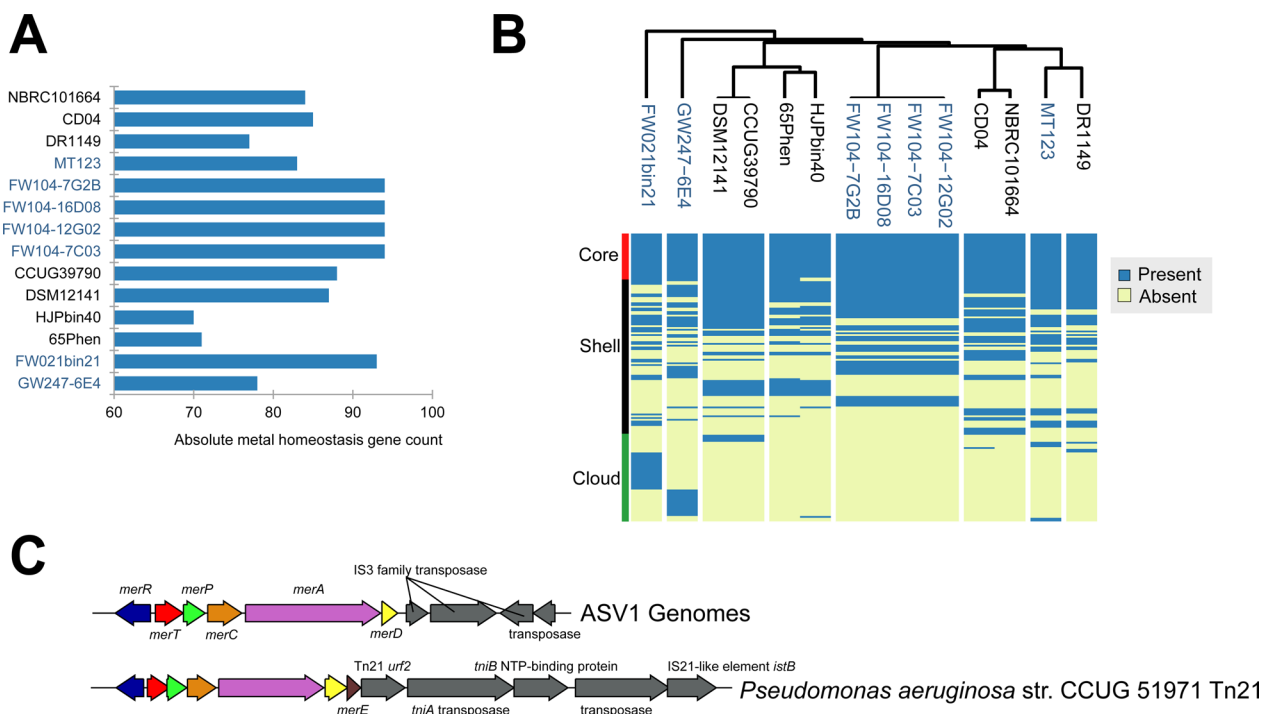 A
NBRC101664
CD04
DR1149
MT123
FW104-7G2B
FW104-16D08
FW104-12G02
FW104-7C03
CCUG39790
DSM12141
HJPbin40
65Phen
FW021bin21
GW247-6E4
60 70 80 90 100
Absolute metal homeostasis gene count
B
FW021bin21
GW247−6E4
DSM12141
CCUG39790
65Phen
HJPbin40
FW104−7G2B
FW104−16D08
FW104−7C03
FW104−12G02
CD04
NBRC101664
MT123
DR1149
Core
Shell
Cloud
Present
Absent
C
IS3 family transposase
merR merP merA
ASV1 Genomes
merT merC merD transposase
Tn21 urf2 tniB NTP-binding protein IS21-like element istB
Pseudomonas aeruginosa str. CCUG 51971 Tn21
merE tniA transposase transposase